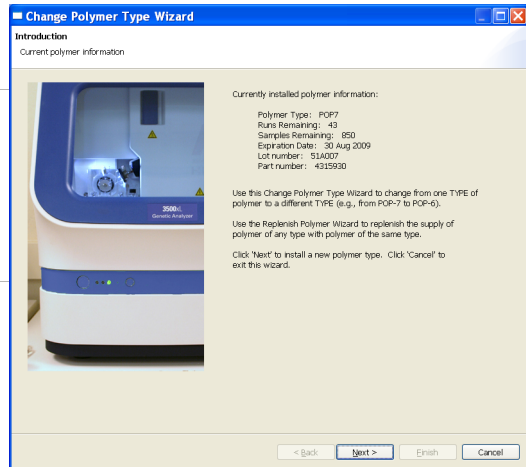 Change Polymer Type Wizard
Introduction
Current polymer information
Currently installed polymer information:
Polymer Type: POP7
Runs Remaining: 43
Samples Remaining: 850
Expiration Date: 30 Aug 2009
Lot number: 51A007
Part number: 4315930
Use this Change Polymer Type Wizard to change from one TYPE of
polymer to a different TYPE (e.g., from POP-7 to POP-6).
Use the Replenish Polymer Wizard to replenish the supply of
polymer of any type with polymer of the same type.
Click 'Next' to install a new polymer type. Click 'Cancel' to
exit this wizard.
3500xL
Genetic Analyzer
< Back Next > Finish Cancel